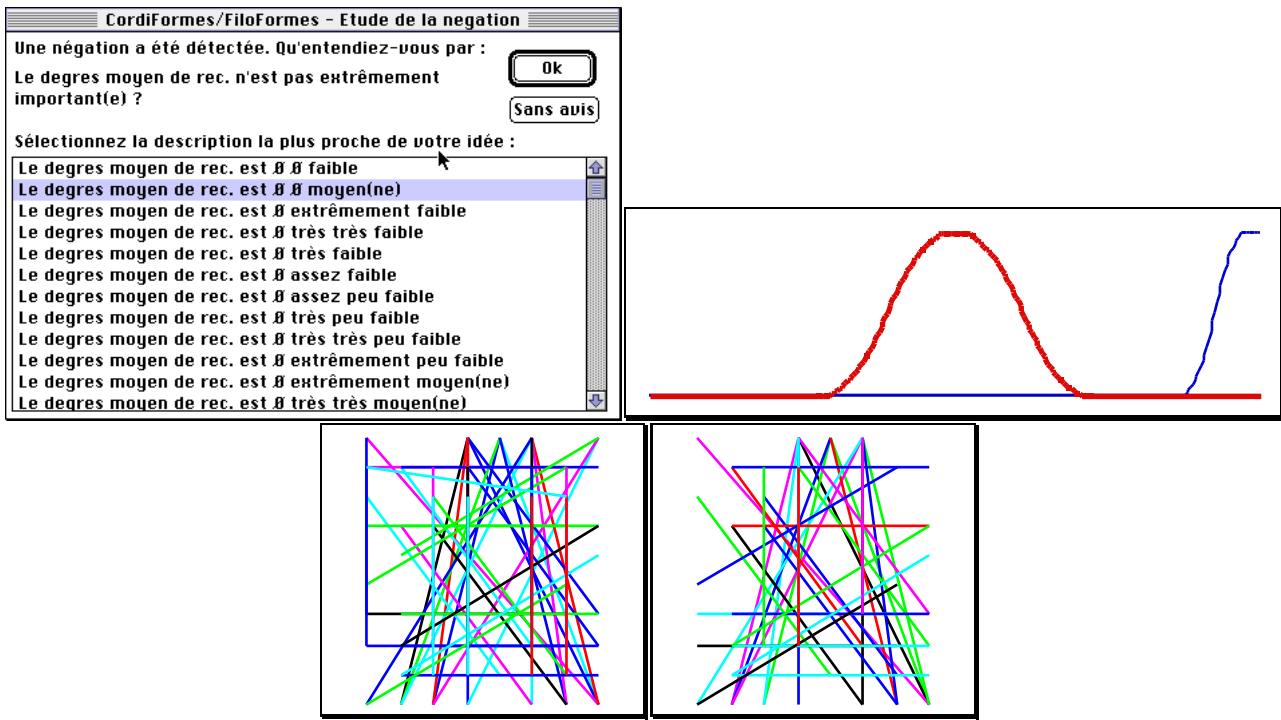 CordiFormes/FiloFormes - Etude de la negation
Une négation a été détectée. Qu'entendiez-vous par :
Le degres moyen de rec. n'est pas extrêmement
important(e) ?
Ok
Sans avis
Sélectionnez la description la plus proche de votre idée :
Le degres moyen de rec. est Ø Ø faible
Le degres moyen de rec. est Ø Ø moyen(ne)
Le degres moyen de rec. est Ø extrêmement faible
Le degres moyen de rec. est Ø très très faible
Le degres moyen de rec. est Ø très faible
Le degres moyen de rec. est Ø assez faible
Le degres moyen de rec. est Ø assez peu faible
Le degres moyen de rec. est Ø très peu faible
Le degres moyen de rec. est Ø très très peu faible
Le degres moyen de rec. est Ø extrêmement peu faible
Le degres moyen de rec. est Ø extrêmement moyen(ne)
Le degres moyen de rec. est Ø très très moyen(ne)